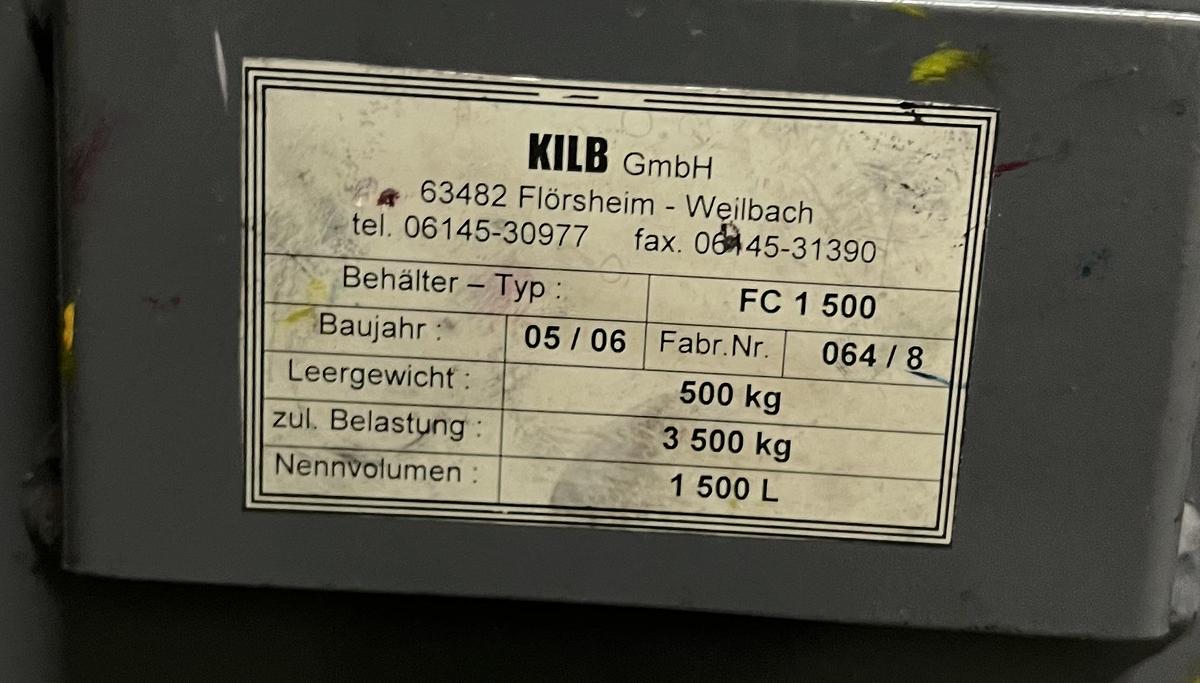 KILB GmbH
63482 Flörsheim - Weilbach
tel. 06145-30977 fax. 06145-31390
Behälter – Typ : FC 1 500
Baujahr : 05 / 06 Fabr.Nr. 064 / 8
Leergewicht : 500 kg
zul. Belastung : 3 500 kg
Nennvolumen : 1 500 L